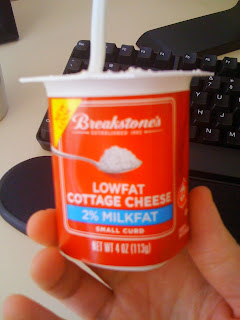 Breakstone's
ESTABLISHED 1882
LOWFAT
COTTAGE CHEESE
2% MILKFAT
SMALL CURD
NET WT 4 OZ (113g)